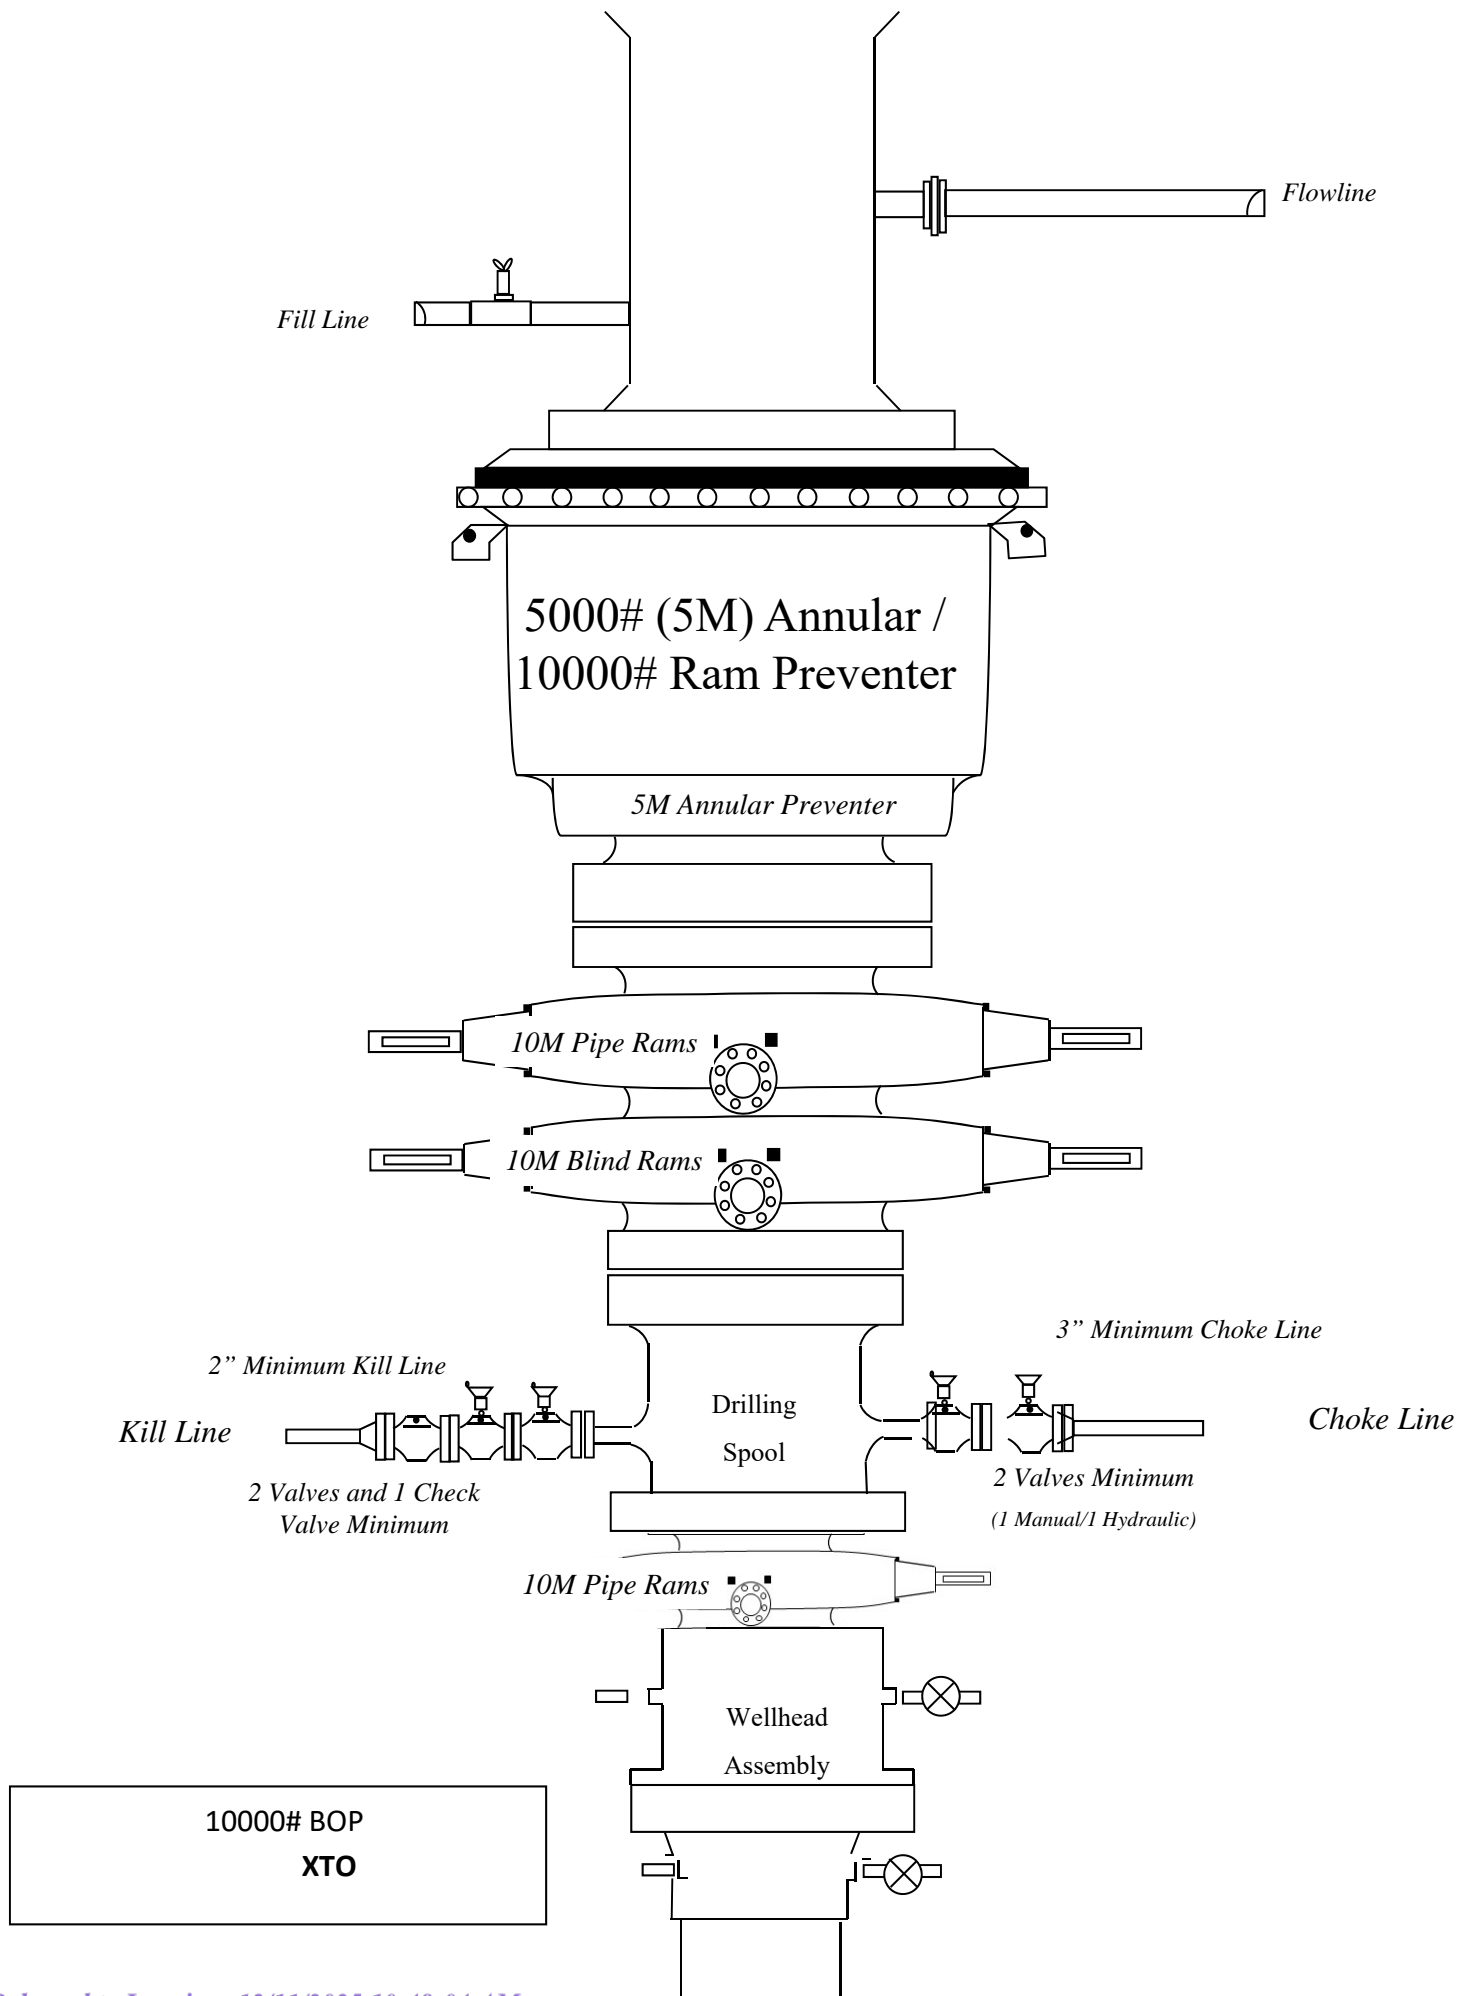 Flowline
Fill Line
5000# (5M) Annular /
10000# Ram Preventer
5M Annular Preventer
10M Pipe Rams
10M Blind Rams
3” Minimum Choke Line
2” Minimum Kill Line
Drilling
Spool
Kill Line
Choke Line
2 Valves and 1 Check
Valve Minimum
2 Valves Minimum
(1 Manual/1 Hydraulic)
10M Pipe Rams
Wellhead
Assembly
10000# BOP
XTO